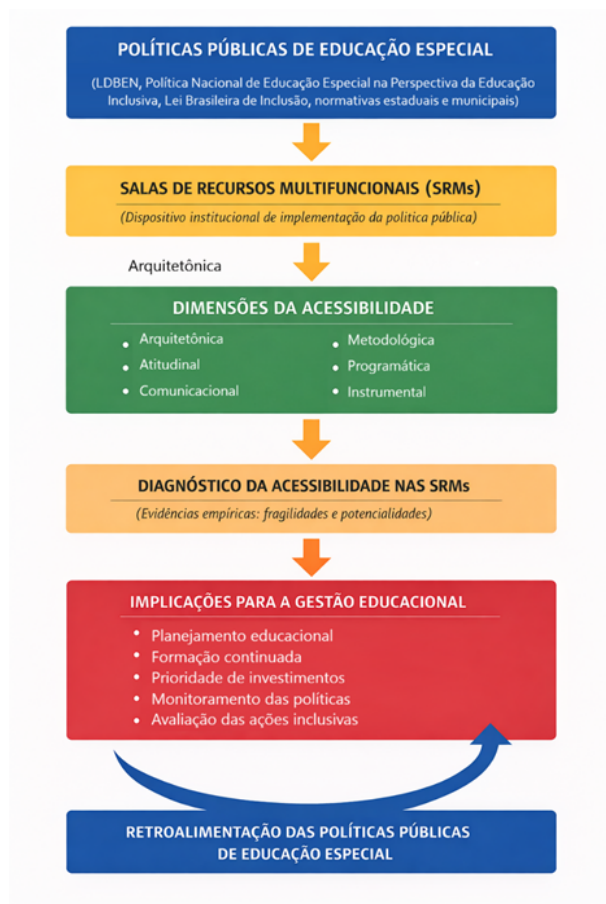 POLÍTICAS PÚBLICAS DE EDUCAÇÃO ESPECIAL
(LDBEN, Política Nacional de Educação Especial na Perspectiva da Educação
Inclusiva, Lei Brasileira de Inclusão, normativas estaduais e municipais)
SALAS DE RECURSOS MULTIFUNCIONAIS (SRMs)
(Dispositivo institucional de implementação da politica pública)
Arquitetônica
DIMENSÕES DA ACESSIBILIDADE
• Arquitetônica
• Atitudinal
• Comunicacional
• Metodológica
• Programática
• Instrumental
DIAGNÓSTICO DA ACESSIBILIDADE NAS SRMs
(Evidências empíricas: fragilidades e potencialidades)
IMPLICAÇÕES PARA A GESTÃO EDUCACIONAL
• Planejamento educacional
• Formação continuada
• Prioridade de investimentos
• Monitoramento das políticas
• Avaliação das ações inclusivas
RETROALIMENTAÇÃO DAS POLÍTICAS PÚBLICAS
DE EDUCAÇÃO ESPECIAL